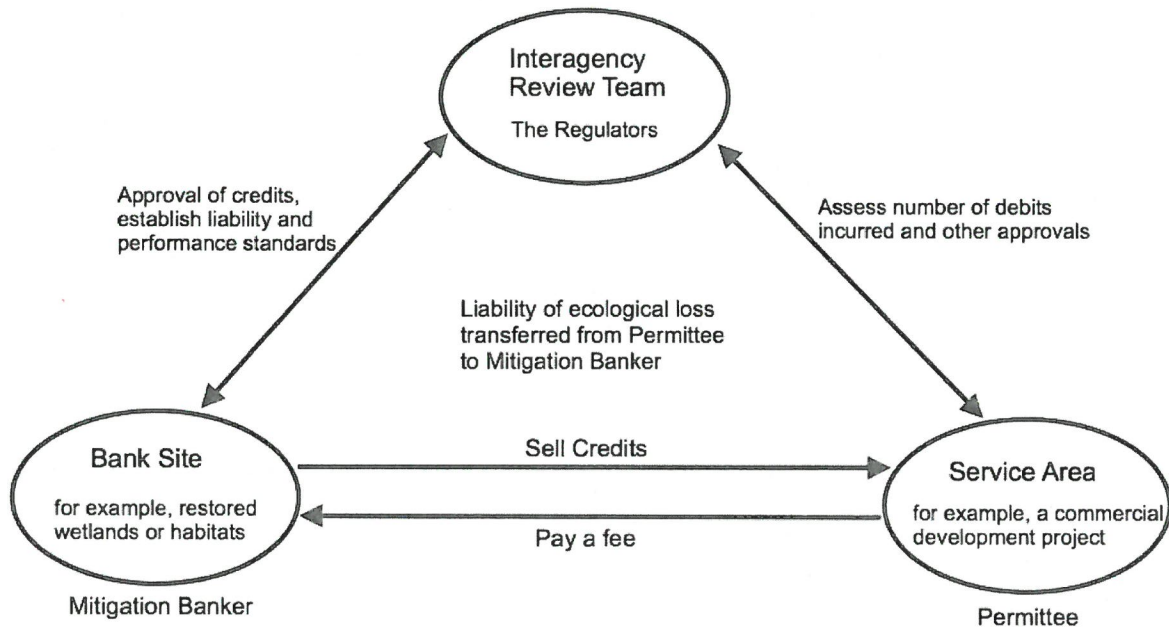 Interagency
Review Team
The Regulators
Approval of credits,
establish liability and
performance standards
Assess number of debits
incurred and other approvals
Liability of ecological loss
transferred from Permittee
to Mitigation Banker
Bank Site
for example, restored
wetlands or habitats
Mitigation Banker
Sell Credits
Pay a fee
Service Area
for example, a commercial
development project
Permittee